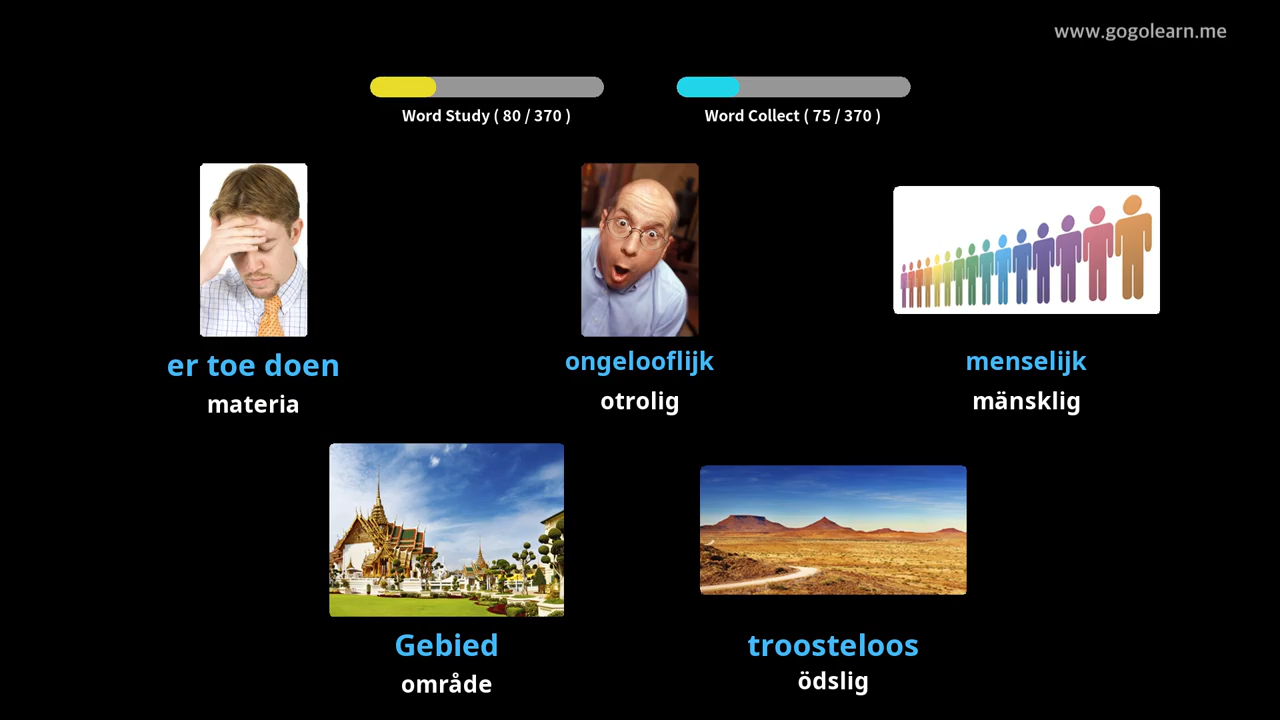 www.gogolearn.me
Word Study ( 80 / 370 )
Word Collect ( 75 / 370 )
er toe doen
materia
ongelooflijk
otrolig
menselijk
mänsklig
Gebied
område
troosteloos
ödslig